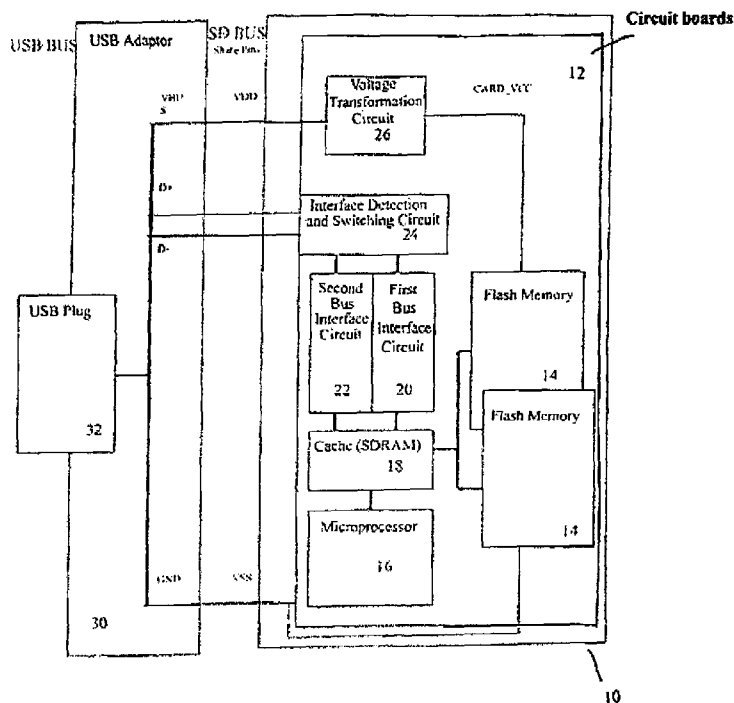 Circuit boards
USB BUS
USB Adaptor
SD BUS
12
Voltage
Transformation
Circuit
26
CARD_VCC
VDD
D+
Interface Detection
and Switching Circuit
24
D-
Second
Bus
Interface
Circuit
22
First
Bus
Interface
Circuit
20
Flash Memory
14
USB Plug
32
Flash Memory
14
Cache (SDRAM)
18
Microprocessor
16
GND
VSS
30
10